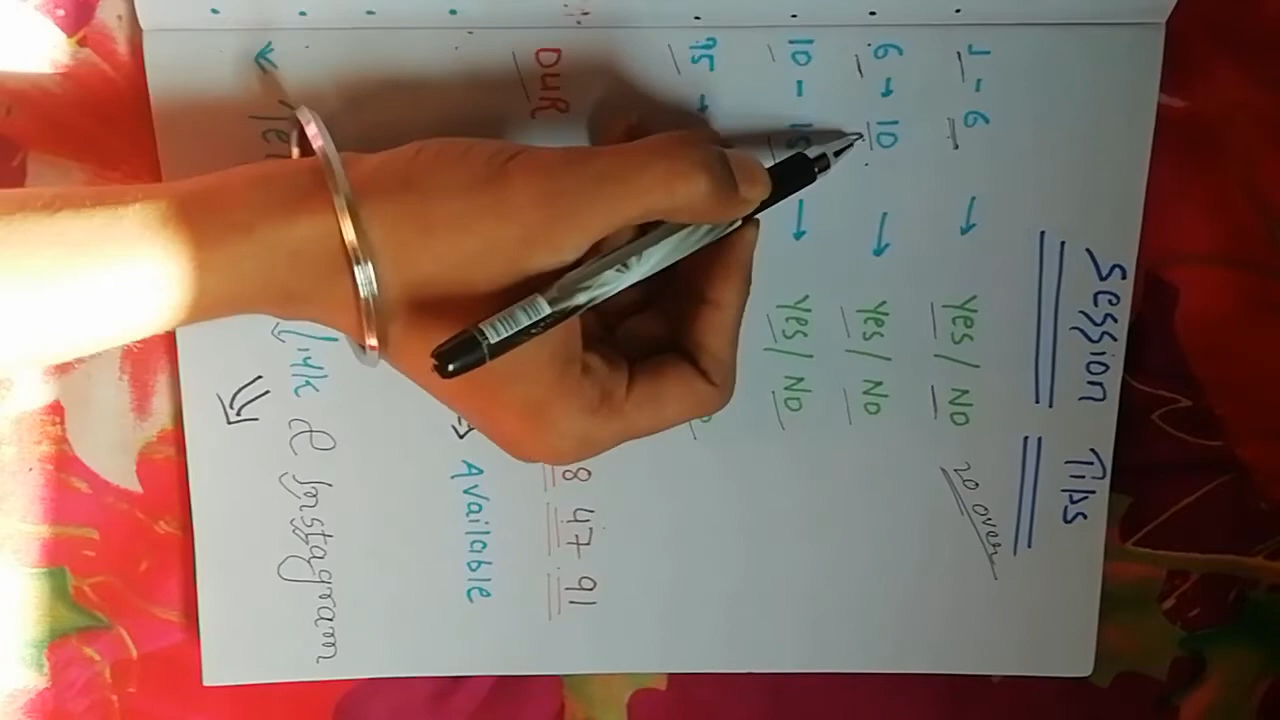 Session Tips
1 - 6 → Yes / No 20 over
6 → 10 → Yes / No
10 - 15 → Yes / No
95 →
OUR 8 47 91
→ Available
Link & Instagram